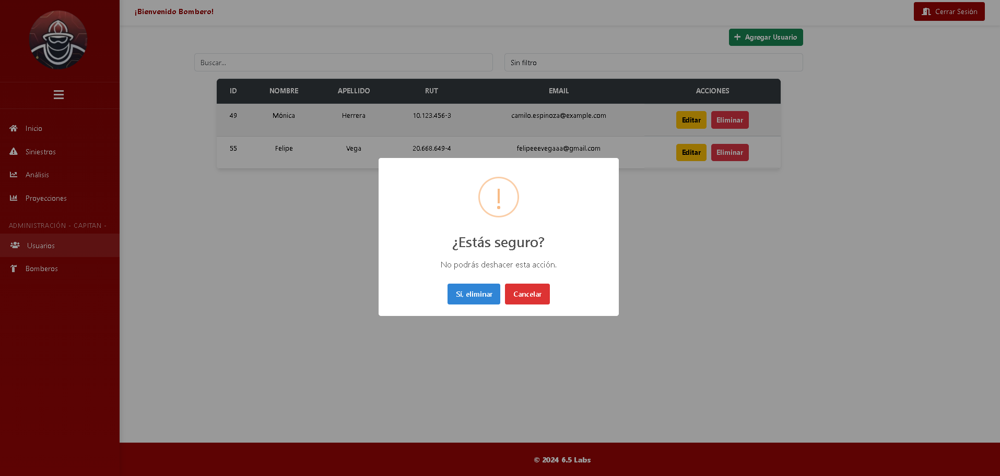 ¡Bienvenido Bombero!
Cerrar Sesión
Agregar Usuario
Buscar...
Sin filtro
ID NOMBRE APELLIDO RUT EMAIL ACCIONES
49 Mónica Herrera 10.123.456-3 camilo.espinoza@example.com Editar Eliminar
55 Felipe Vega 20.668.649-4 felipeeevegaaa@gmail.com Editar Eliminar
Inicio
Siniestros
Análisis
Proyecciones
ADMINISTRACIÓN - CAPITAN -
Usuarios
Bomberos
¿Estás seguro?
No podrás deshacer esta acción.
Sí, eliminar Cancelar
© 2024 6.5 Labs